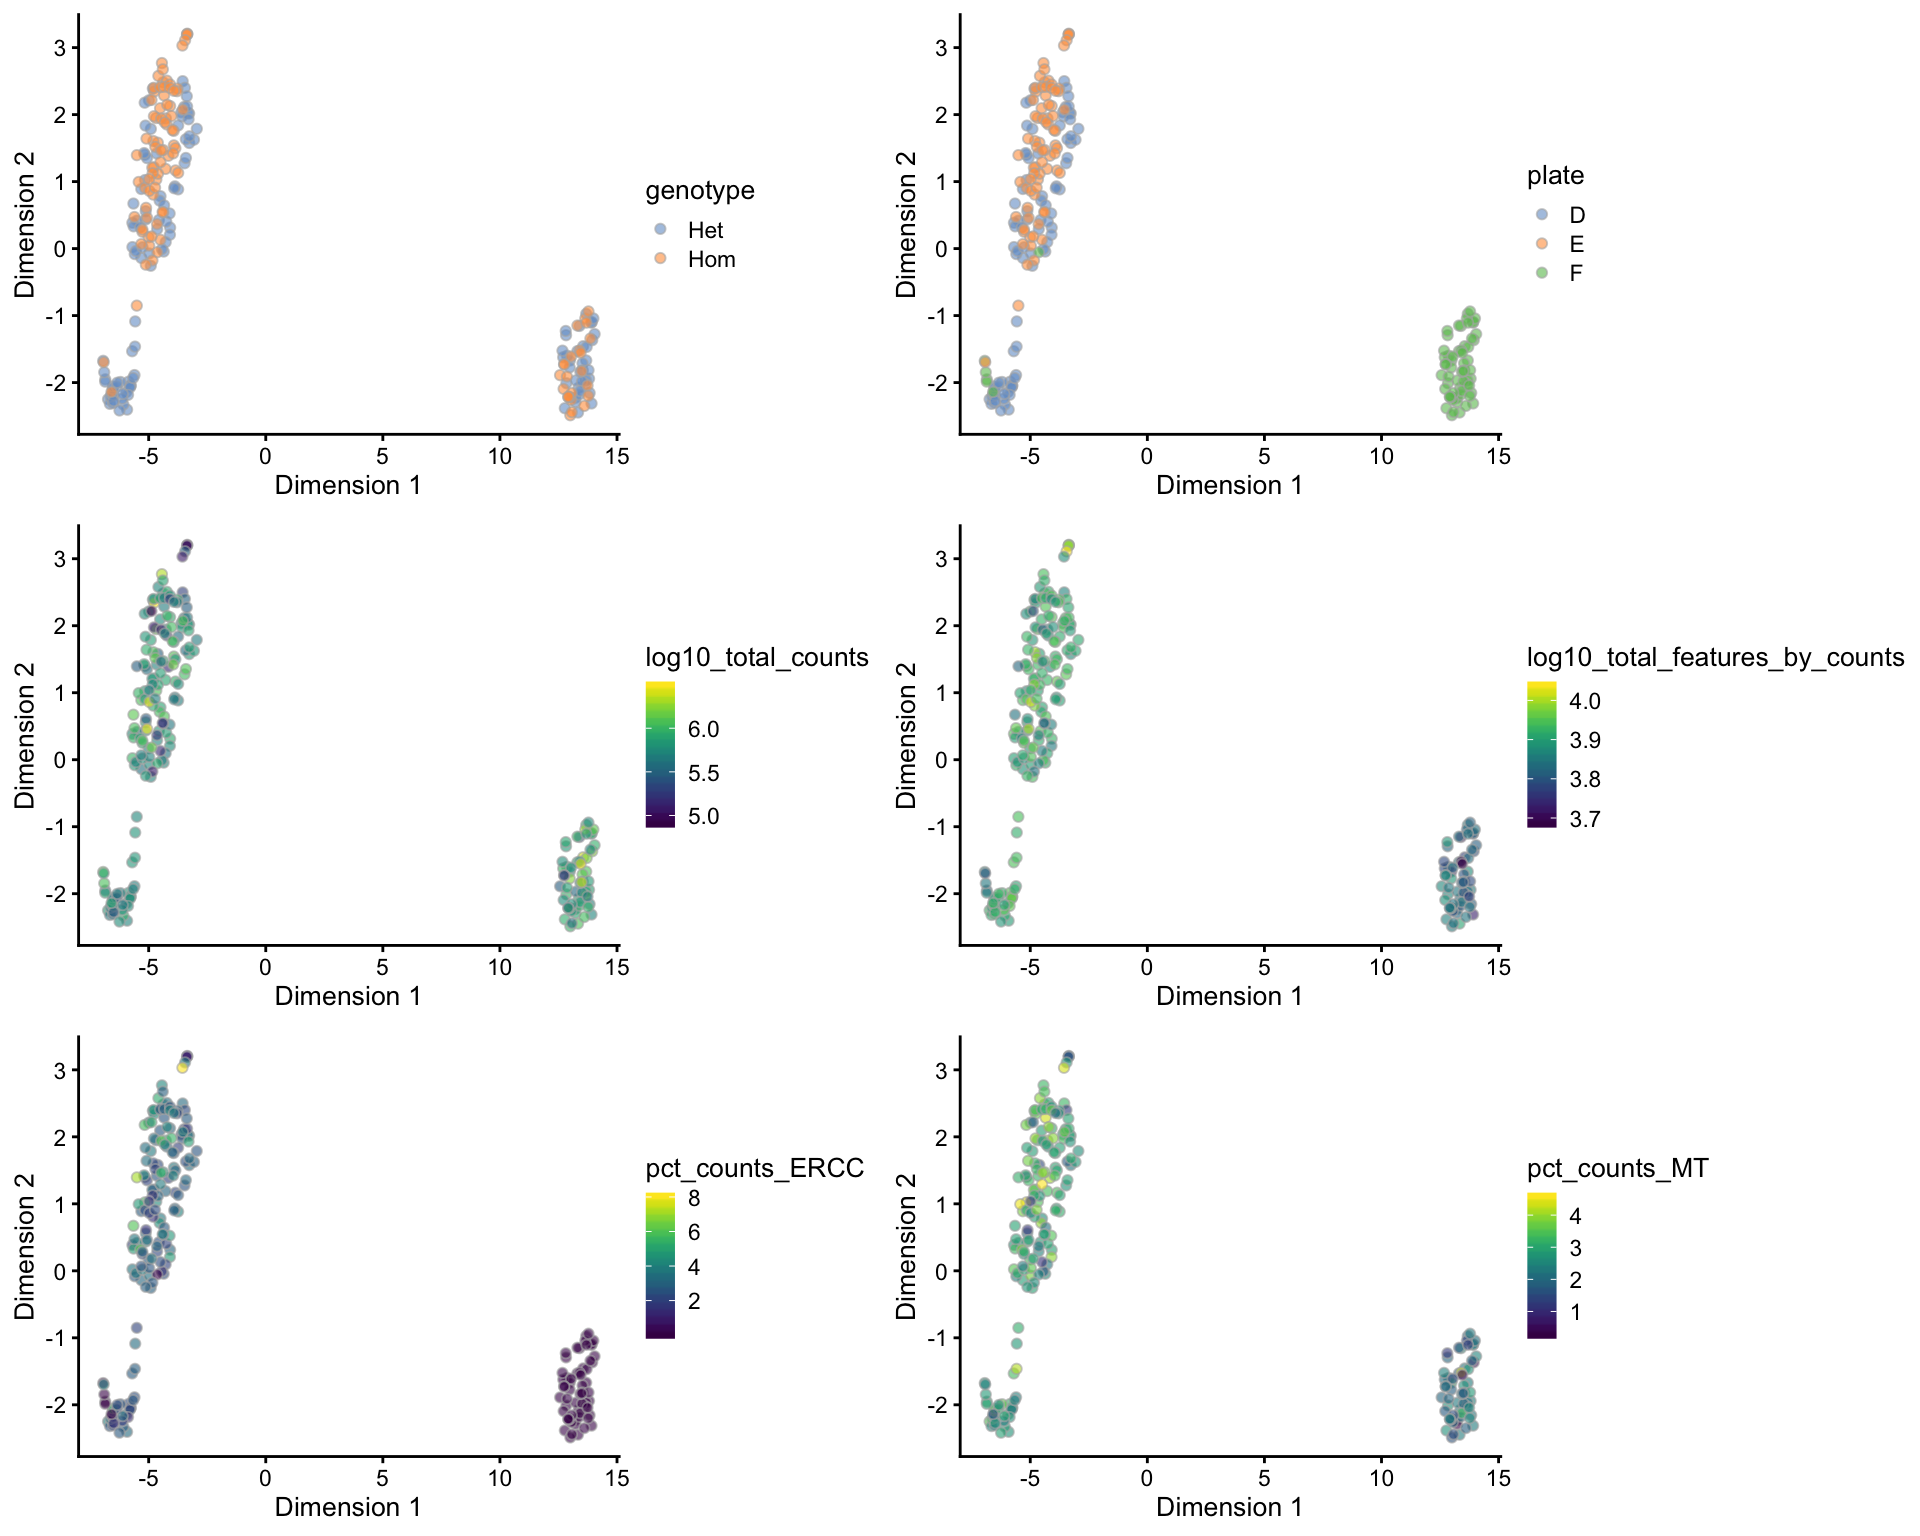 3
2
1
0
-1
-2
Dimension 2
-5 0 5 10 15
Dimension 1
genotype
Het
Hom
3
2
1
0
-1
-2
Dimension 2
-5 0 5 10 15
Dimension 1
plate
D
E
F
3
2
1
0
-1
-2
Dimension 2
-5 0 5 10 15
Dimension 1
log10_total_counts
6.0
5.5
5.0
3
2
1
0
-1
-2
Dimension 2
-5 0 5 10 15
Dimension 1
log10_total_features_by_counts
4.0
3.9
3.8
3.7
3
2
1
0
-1
-2
Dimension 2
-5 0 5 10 15
Dimension 1
pct_counts_ERCC
8
6
4
2
3
2
1
0
-1
-2
Dimension 2
-5 0 5 10 15
Dimension 1
pct_counts_MT
4
3
2
1